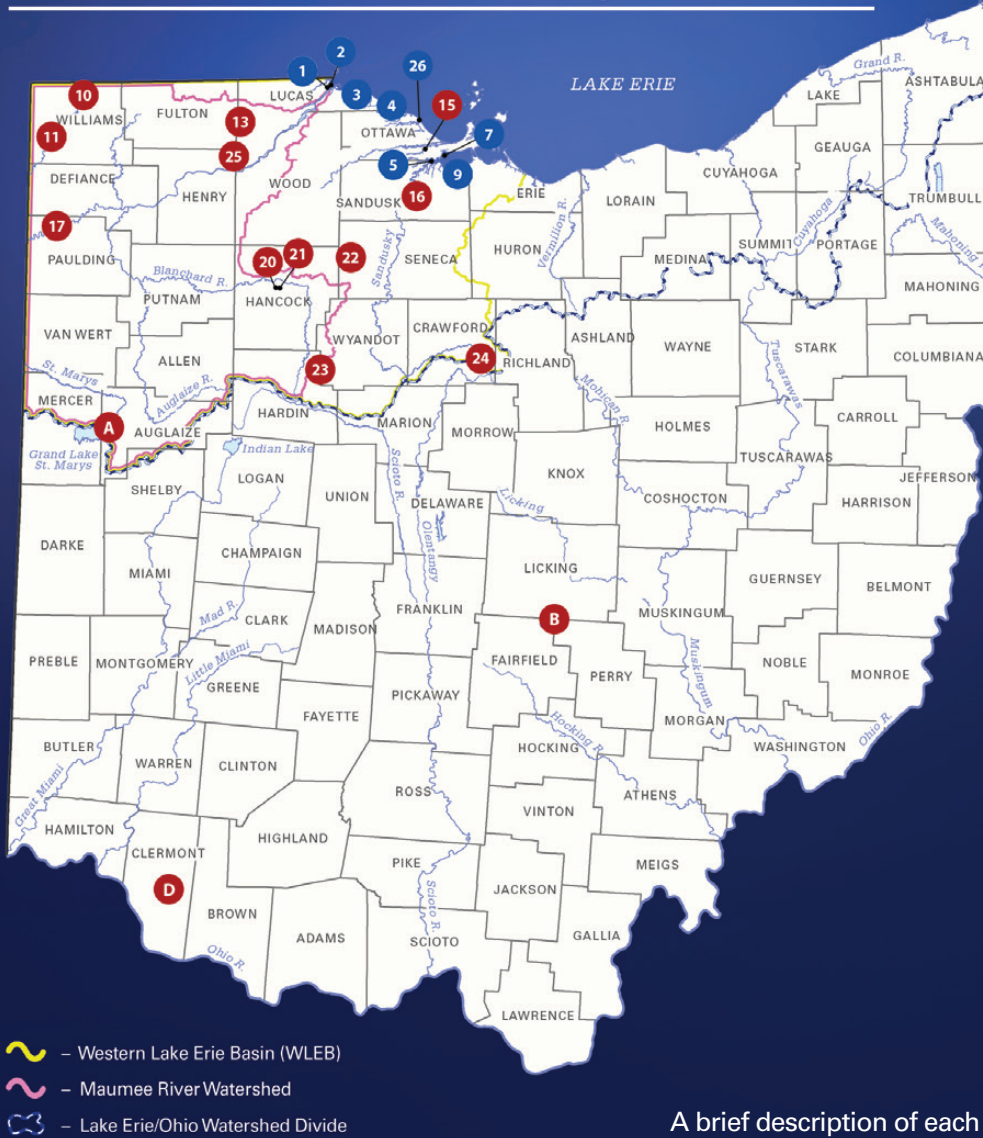 2
1
26
LAKE ERIE
Grand R.
ASHTABULA
LAKE
10
WILLIAMS
FULTON
LUCAS
3
4
15
11
13
OTTAWA
7
GEAUGA
25
5
9
CUYAHOGA
DEFIANCE
HENRY
WOOD
SANDUSK
16
ERIE
LORAIN
TRUMBULL
17
Sandusky
Vermilion R.
SUMMIT
Cuyahoga
PORTAGE
Mahoning R
PAULDING
20
21
22
SENECA
HURON
MEDINA
Blanchard R.
MAHONING
PUTNAM
HANCOCK
VAN WERT
WYANDOT
CRAWFORD
ASHLAND
WAYNE
STARK
ALLEN
24
RICHLAND
COLUMBIANA
St. Marys
23
Tuscarawas
MERCER
Auglaize R.
Mohican R.
A
AUGLAIZE
HARDIN
MARION
MORROW
HOLMES
CARROLL
Grand Lake
St. Marys
Indian Lake
TUSCARAWAS
SHELBY
LOGAN
UNION
Scioto R.
DELAWARE
KNOX
Licking
COSHOCTON
JEFFERSON
HARRISON
DARKE
Olentangy
CHAMPAIGN
MIAMI
LICKING
GUERNSEY
BELMONT
Mad R.
CLARK
FRANKLIN
MUSKINGUM
MADISON
B
PREBLE
MONTGOMERY
Little Miami
FAIRFIELD
PERRY
Muskingum
NOBLE
MONROE
GREENE
PICKAWAY
FAYETTE
MORGAN
Ohio R.
BUTLER
WARREN
CLINTON
HOCKING
Hocking R.
WASHINGTON
Great Miami
ROSS
VINTON
ATHENS
HAMILTON
HIGHLAND
CLERMONT
PIKE
MEIGS
D
JACKSON
BROWN
Scioto R.
ADAMS
SCIOTO
GALLIA
Ohio R.
LAWRENCE
– Western Lake Erie Basin (WLEB)
– Maumee River Watershed
– Lake Erie/Ohio Watershed Divide
A brief description of each